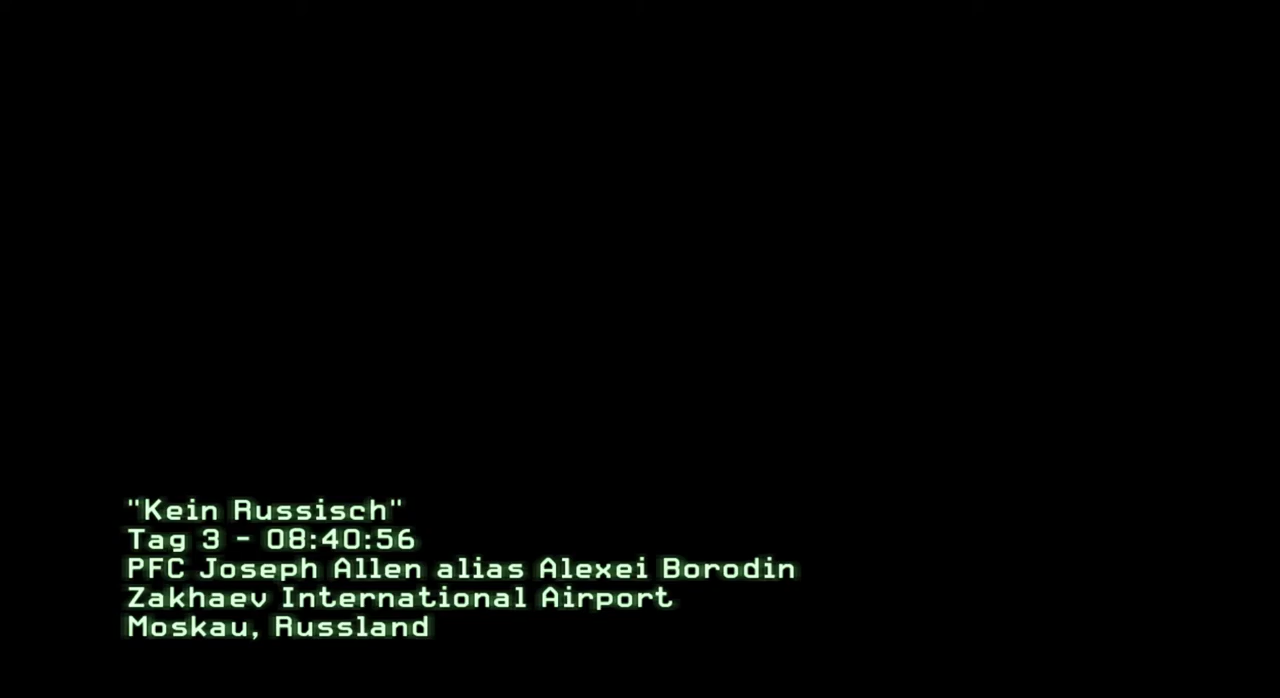 "Kein Russisch"
Tag 3 - 08:40:56
PFC Joseph Allen alias Alexei Borodin
Zakhaev International Airport
Moskau, Russland